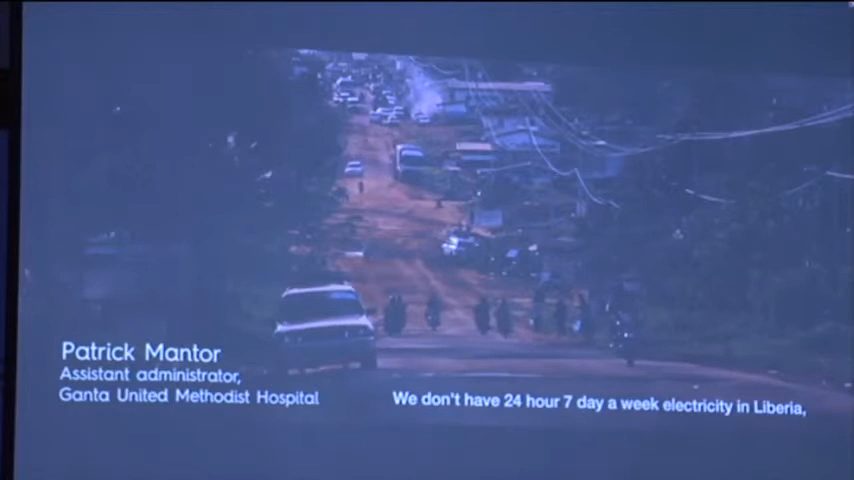 Patrick Mantor
Assistant administrator,
Ganta United Methodist Hospital
We don't have 24 hour 7 day a week electricity in Liberia,